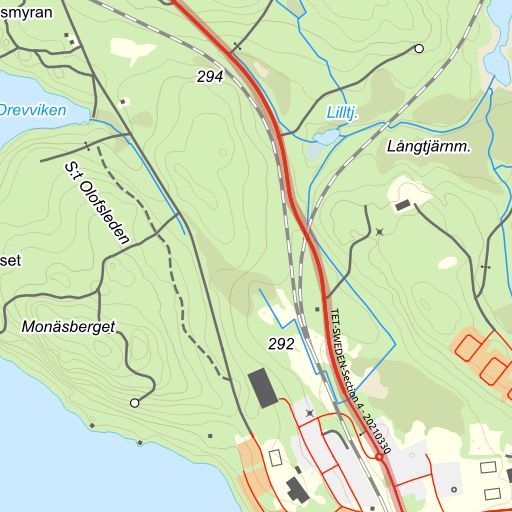 smyran
294
Drevviken
Lilltj.
Långtjärnm.
S:t Olofsleden
set
Monäsberget
292
TET-SWEDEN-Section 4 - 20210330